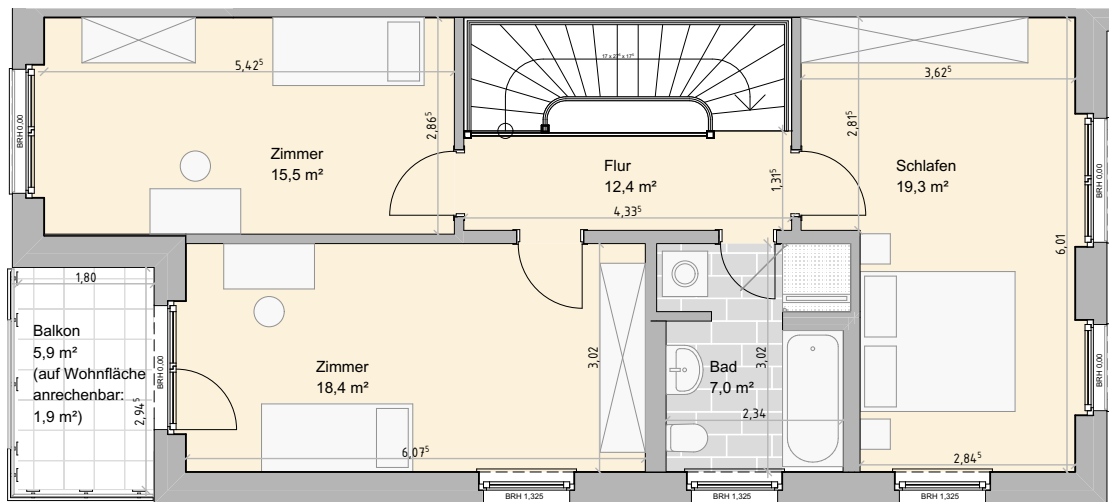 5,42⁵
BRH 0.00
2,86⁵
Zimmer
15,5 m²
Flur
12,4 m²
4,33⁵
1,31⁵
3,62⁵
2,81⁵
Schlafen
19,3 m²
6,01
BRH 0.00
BRH 0.00
2,84⁵
1,80
Balkon
5,9 m²
(auf Wohnfläche
anrechenbar:
1,9 m²)
2,94⁵
BRH 0.00
Zimmer
18,4 m²
3,02
6,07⁵
Bad
7,0 m²
3,02
2,34
BRH 1,325
BRH 1,325
BRH 1,325